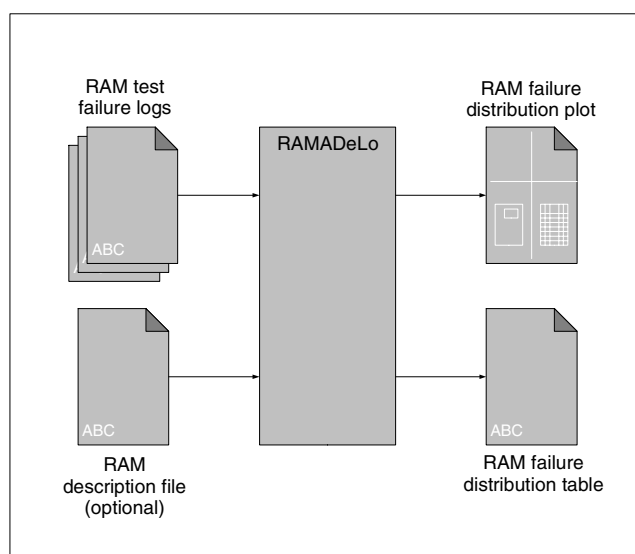 RAM test
failure logs
RAM failure
distribution plot
RAMADeLo
A
A
ABC
ABC
RAM
description file
(optional)
ABC
RAM failure
distribution table